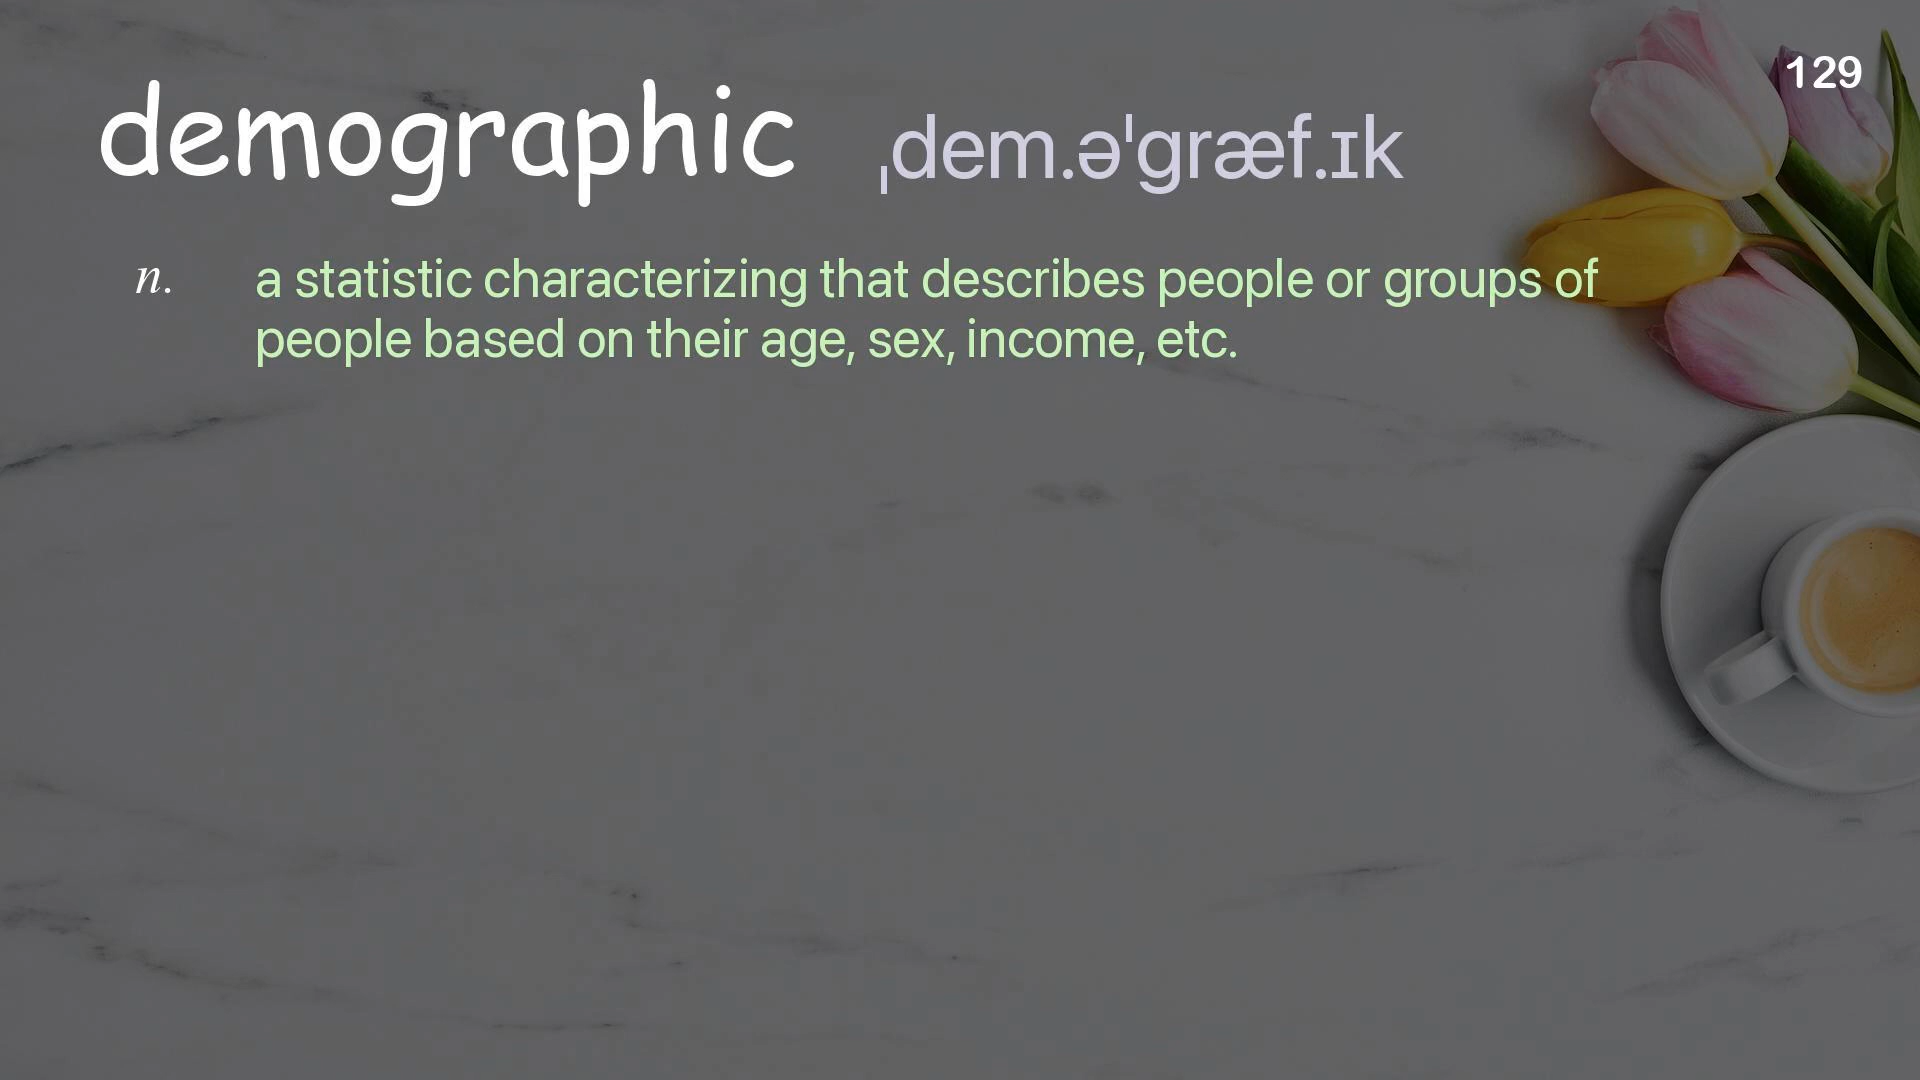 129
demographic ˌdem.əˈɡræf.ɪk
n. a statistic characterizing that describes people or groups of
people based on their age, sex, income, etc.